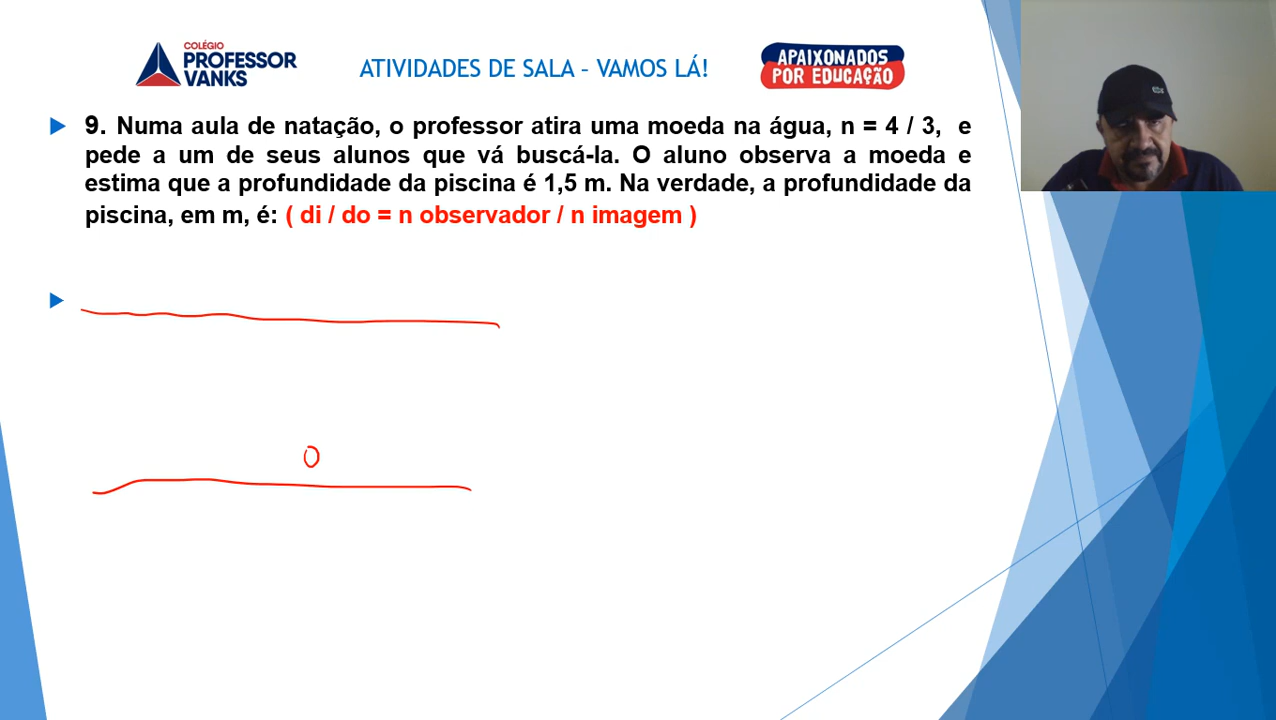 COLÉGIO
PROFESSOR
VANKS
ATIVIDADES DE SALA – VAMOS LÁ!
APAIXONADOS
POR EDUCAÇÃO
9. Numa aula de natação, o professor atira uma moeda na água, n = 4 / 3, e
pede a um de seus alunos que vá buscá-la. O aluno observa a moeda e
estima que a profundidade da piscina é 1,5 m. Na verdade, a profundidade da
piscina, em m, é: ( di / do = n observador / n imagem )
O